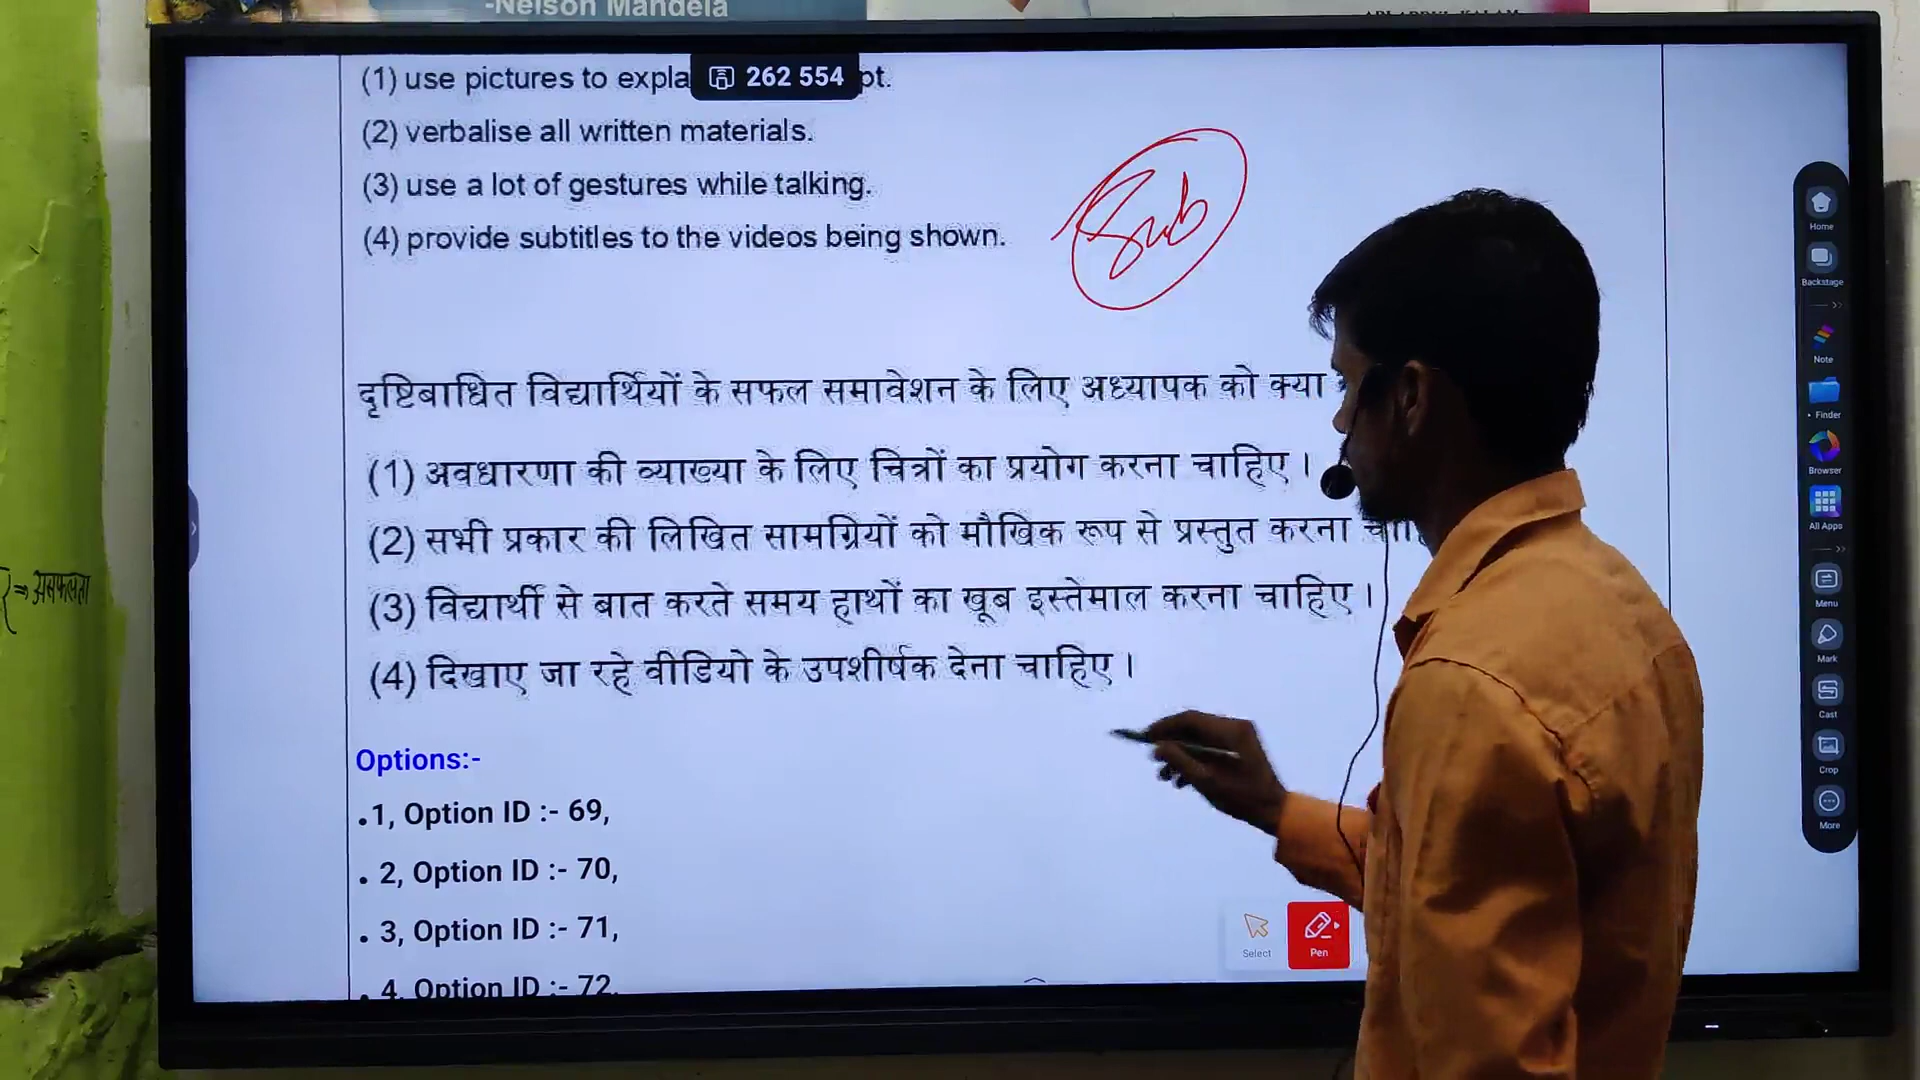 -Nelson Mandela
(1) use pictures to expla
262 554
pt.
(2) verbalise all written materials.
(3) use a lot of gestures while talking.
(4) provide subtitles to the videos being shown.
Sub
दृष्टिबाधित विद्यार्थियों के सफल समावेशन के लिए अध्यापक को क्या
(1) अवधारणा की व्याख्या के लिए चित्रों का प्रयोग करना चाहिए।
(2) सभी प्रकार की लिखित सामग्रियों को मौखिक रूप से प्रस्तुत करना
(3) विद्यार्थी से बात करते समय हाथों का खूब इस्तेमाल करना चाहिए।
(4) दिखाए जा रहे वीडियो के उपशीर्षक देना चाहिए।
Options:-
.1, Option ID :- 69,
. 2, Option ID :- 70,
. 3, Option ID :- 71,
. 4, Option ID :- 72,
⇒ असफलता
Select
Pen
Home
Backstage
Note
Finder
Browser
All Apps
Menu
Mark
Cast
Crop
More